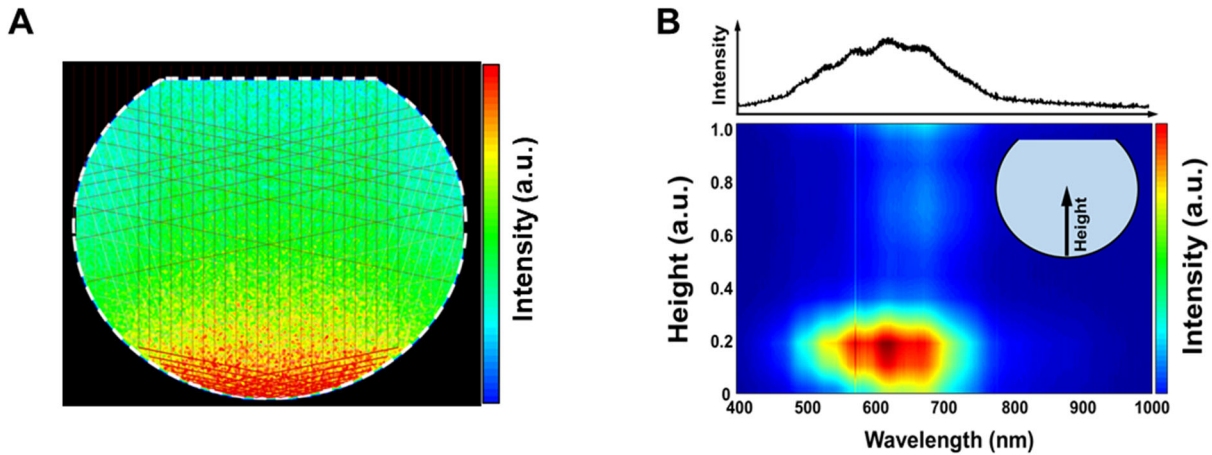 A
Intensity (a.u.)
B
Intensity
Height (a.u.)
1.0
0.8
0.6
0.4
0.2
0
Height
Intensity (a.u.)
400 500 600 700 800 900 1000
Wavelength (nm)